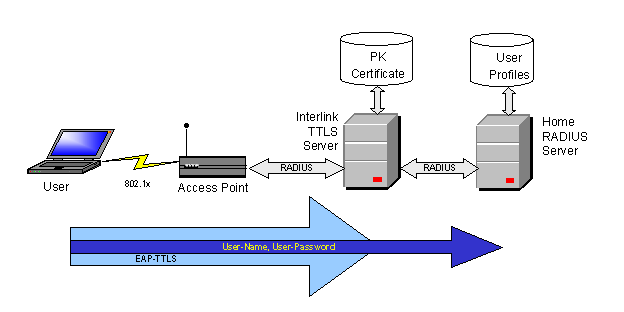 PK
Certificate
User
Profiles
Interlink
TTLS
Server
Home
RADIUS
Server
RADIUS
RADIUS
User
802.1x
Access Point
User-Name, User-Password
EAP-TTLS